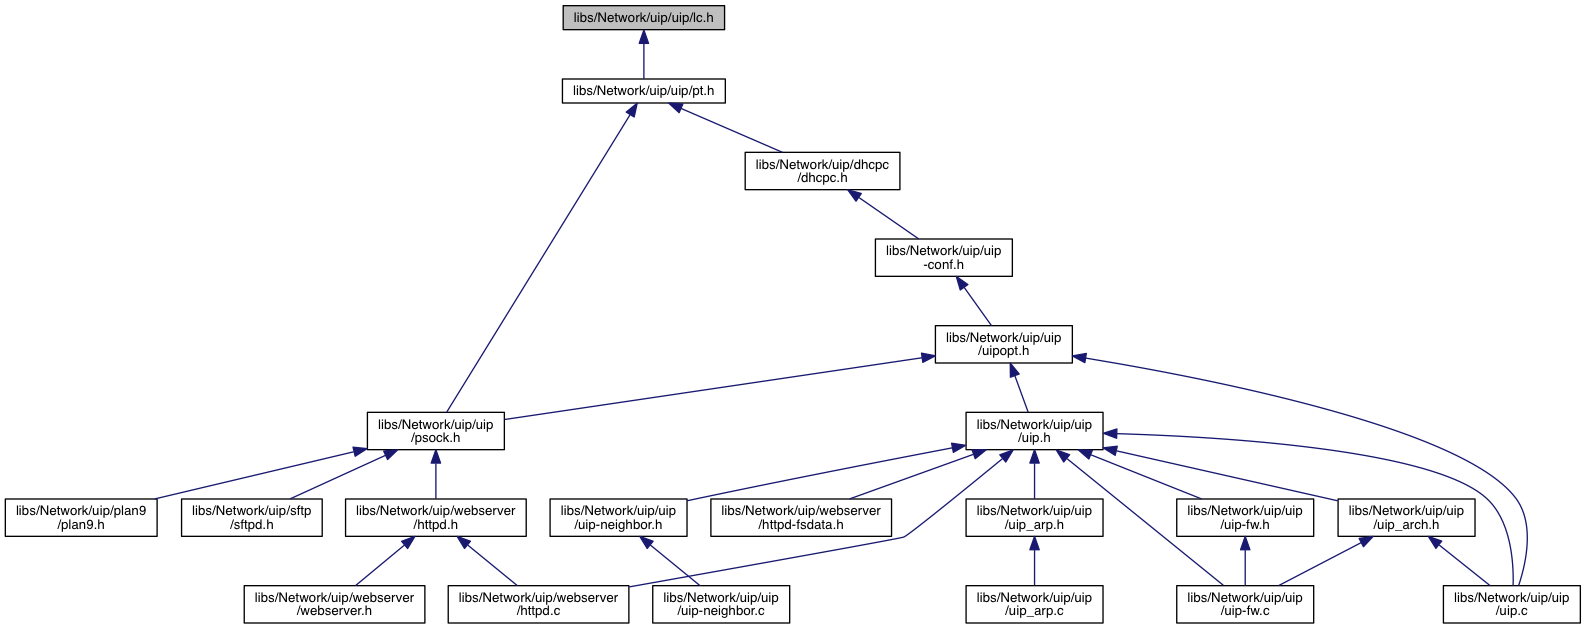 libs/Network/uip/uip/lc.h
libs/Network/uip/uip/pt.h
libs/Network/uip/dhcpc
/dhcpc.h
libs/Network/uip/uip
-conf.h
libs/Network/uip/uip
/uipopt.h
libs/Network/uip/uip
/psock.h
libs/Network/uip/uip
/uip.h
libs/Network/uip/plan9
/plan9.h
libs/Network/uip/sftp
/sftpd.h
libs/Network/uip/webserver
/httpd.h
libs/Network/uip/uip
/uip-neighbor.h
libs/Network/uip/webserver
/httpd-fsdata.h
libs/Network/uip/uip
/uip_arp.h
libs/Network/uip/uip
/uip-fw.h
libs/Network/uip/uip
/uip_arch.h
libs/Network/uip/webserver
/webserver.h
libs/Network/uip/webserver
/httpd.c
libs/Network/uip/uip
/uip-neighbor.c
libs/Network/uip/uip
/uip_arp.c
libs/Network/uip/uip
/uip-fw.c
libs/Network/uip/uip
/uip.c